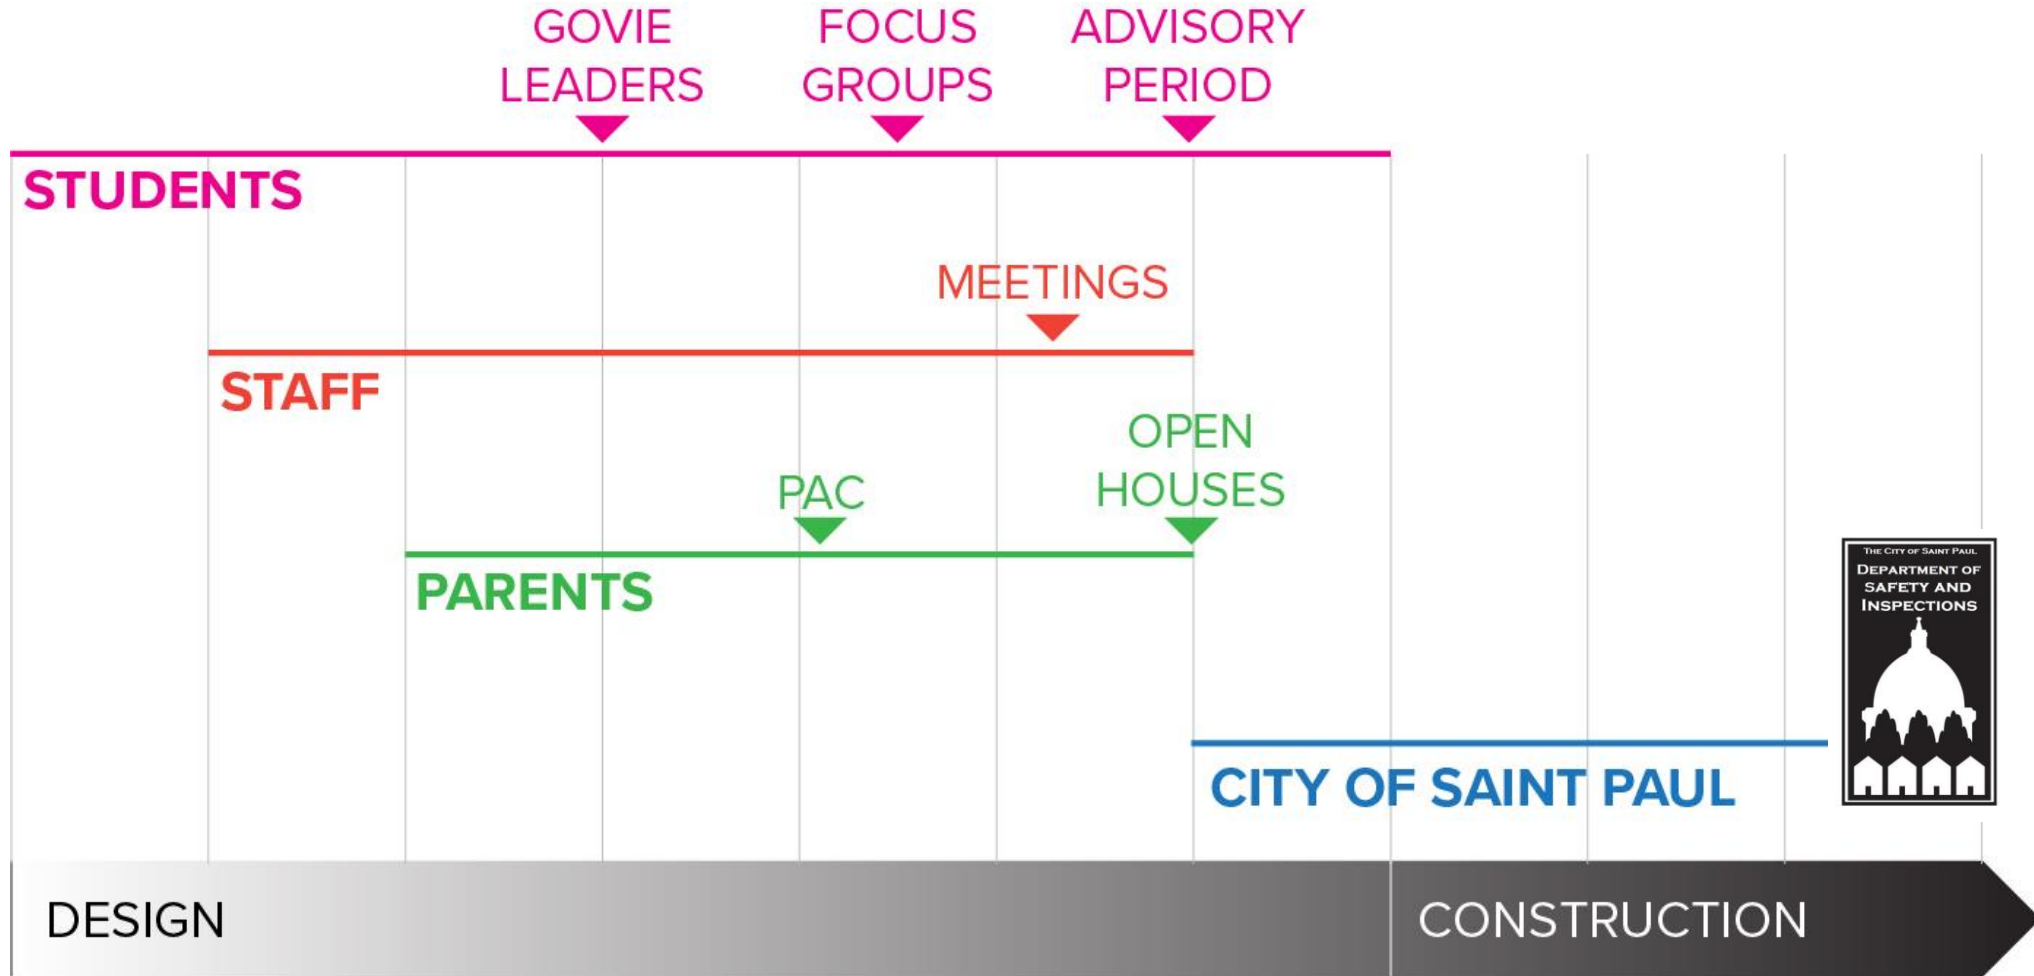 GOVIE
LEADERS
FOCUS
GROUPS
ADVISORY
PERIOD
STUDENTS
MEETINGS
STAFF
OPEN
HOUSES
PAC
PARENTS
THE CITY OF SAINT PAUL
DEPARTMENT OF
SAFETY AND
INSPECTIONS
CITY OF SAINT PAUL
DESIGN
CONSTRUCTION